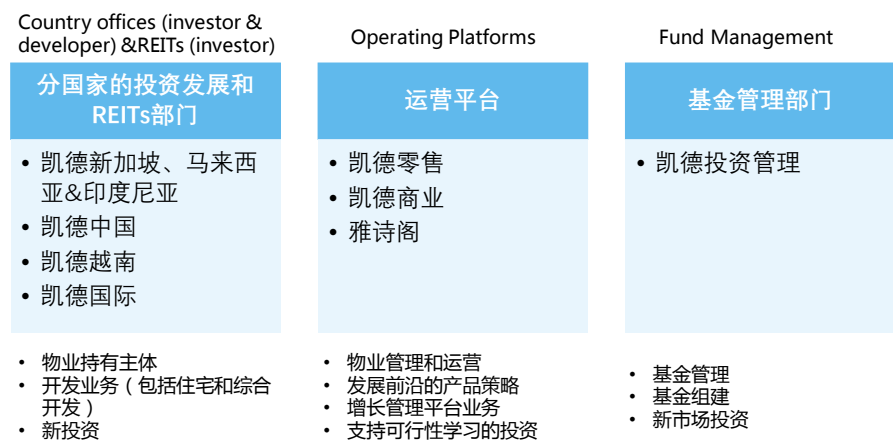 Country offices (investor &
developer) &REITs (investor)
分国家的投资发展和
REITs部门
• 凯德新加坡、马来西
亚&印度尼亚
• 凯德中国
• 凯德越南
• 凯德国际
• 物业持有主体
• 开发业务（包括住宅和综合
开发）
• 新投资
Operating Platforms
运营平台
• 凯德零售
• 凯德商业
• 雅诗阁
• 物业管理和运营
• 发展前沿的产品策略
• 增长管理平台业务
• 支持可行性学习的投资
Fund Management
基金管理部门
• 凯德投资管理
• 基金管理
• 基金组建
• 新市场投资